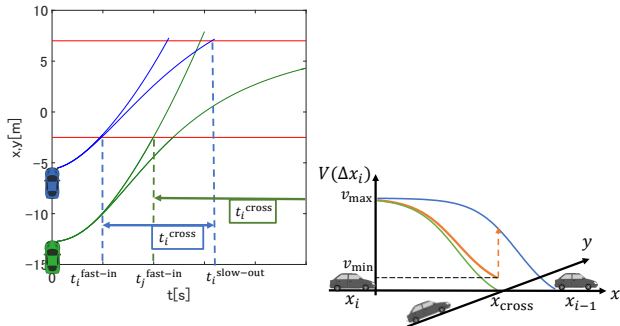 10
5
0
-5
-10
-15
x,y[m]
t_i^cross
t_i^cross
0
t_i^fast-in
t_j^fast-in
t_i^slow-out
t[s]
V(Δx_i)
v_max
v_min
y
x_i
x_cross
x_{i-1}
x